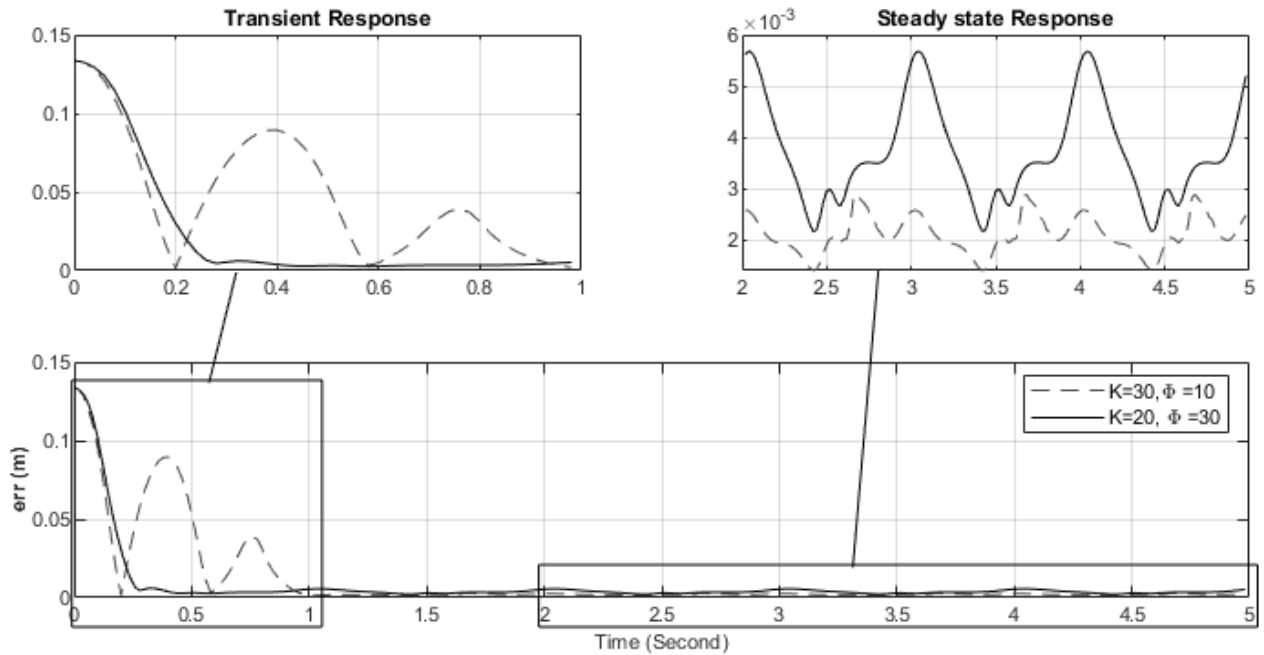 Transient Response
0.15
0.1
0.05
0
0 0.2 0.4 0.6 0.8 1
Steady state Response
×10⁻³
6
5
4
3
2
2 2.5 3 3.5 4 4.5 5
0.15
0.1
0.05
0
err (m)
K=30,Φ =10
K=20, Φ =30
0 0.5 1 1.5 2 2.5 3 3.5 4 4.5 5
Time (Second)